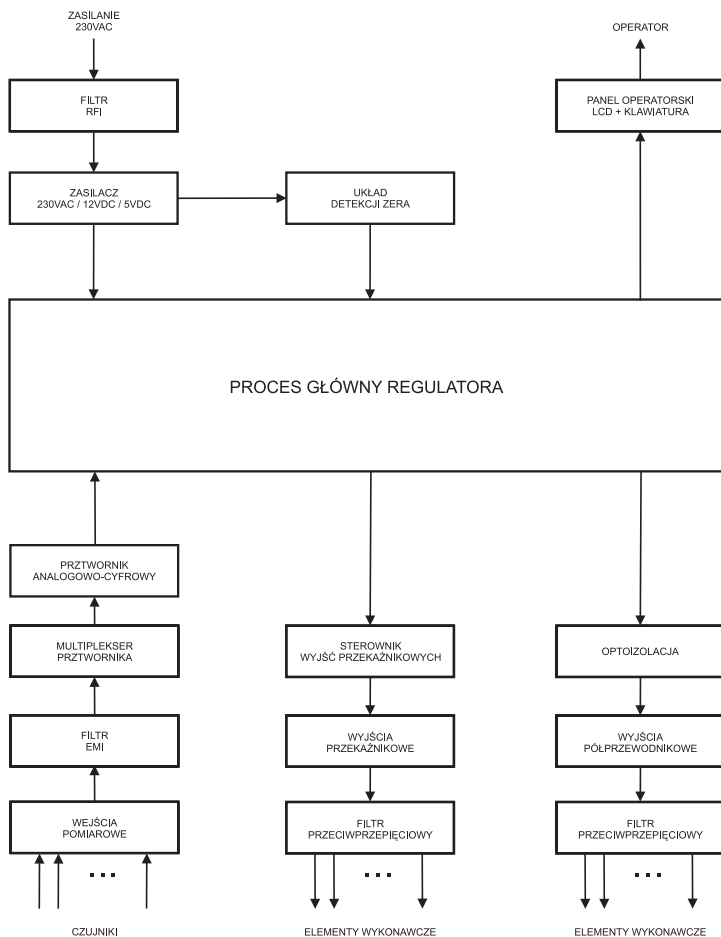 ZASILANIE
230VAC
OPERATOR
FILTR
RFI
PANEL OPERATORSKI
LCD + KLAWIATURA
ZASILACZ
230VAC / 12VDC / 5VDC
UKŁAD
DETEKCJI ZERA
PROCES GŁÓWNY REGULATORA
PRZTWORNIK
ANALOGOWO-CYFROWY
MULTIPLEKSER
PRZTWORNIKA
STEROWNIK
WYJŚĆ PRZEKAŹNIKOWYCH
OPTOIZOLACJA
FILTR
EMI
WYJŚCIA
PRZEKAŹNIKOWE
WYJŚCIA
PÓŁPRZEWODNIKOWE
WEJŚCIA
POMIAROWE
FILTR
PRZECIWPRZEPIĘCIOWY
FILTR
PRZECIWPRZEPIĘCIOWY
...
...
...
CZUJNIKI
ELEMENTY WYKONAWCZE
ELEMENTY WYKONAWCZE